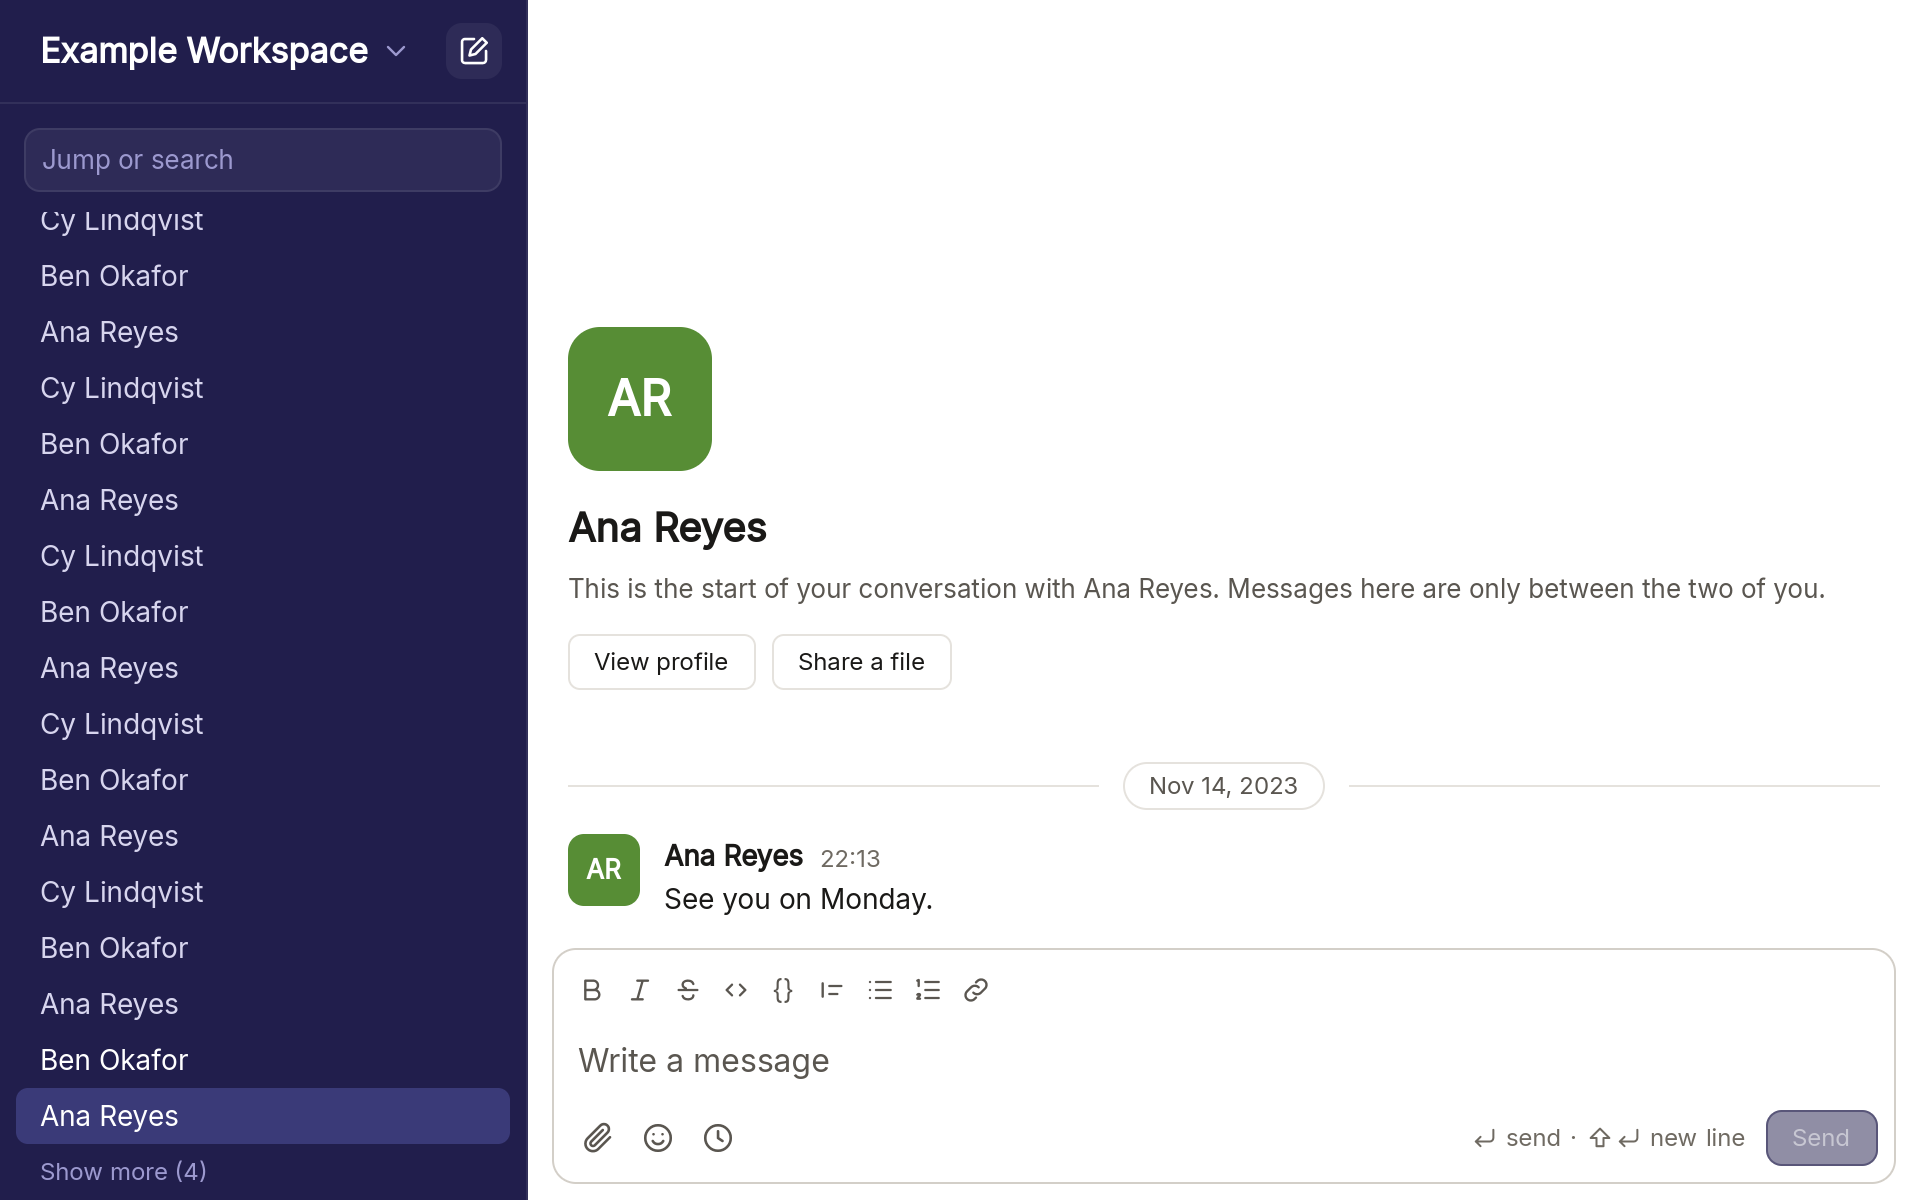 Example Workspace
Jump or search
Cy Lindqvist
Ben Okafor
Ana Reyes
Cy Lindqvist
Ben Okafor
Ana Reyes
Cy Lindqvist
Ben Okafor
Ana Reyes
Cy Lindqvist
Ben Okafor
Ana Reyes
Cy Lindqvist
Ben Okafor
Ana Reyes
Ben Okafor
Ana Reyes
Show more (4)
AR
Ana Reyes
This is the start of your conversation with Ana Reyes. Messages here are only between the two of you.
View profile
Share a file
Nov 14, 2023
AR
Ana Reyes 22:13
See you on Monday.
Write a message
send · new line
Send